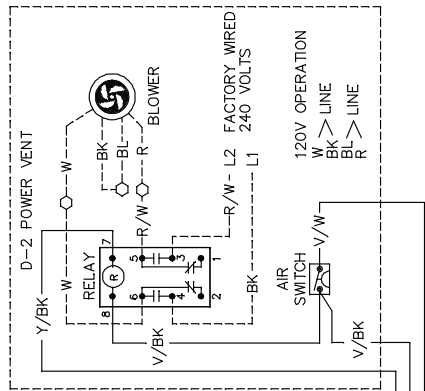 D-2 POWER VENT
W
BK
BL
R
BLOWER
FACTORY WIRED
240 VOLTS
R/W- L2
L1
120V OPERATION
W
BK > LINE
BL
R > LINE
Y/BK
W
R/W
RELAY
7
8
R
5
3
1
6
4
2
V/BK
BK
AIR
SWITCH
V/W
V/BK